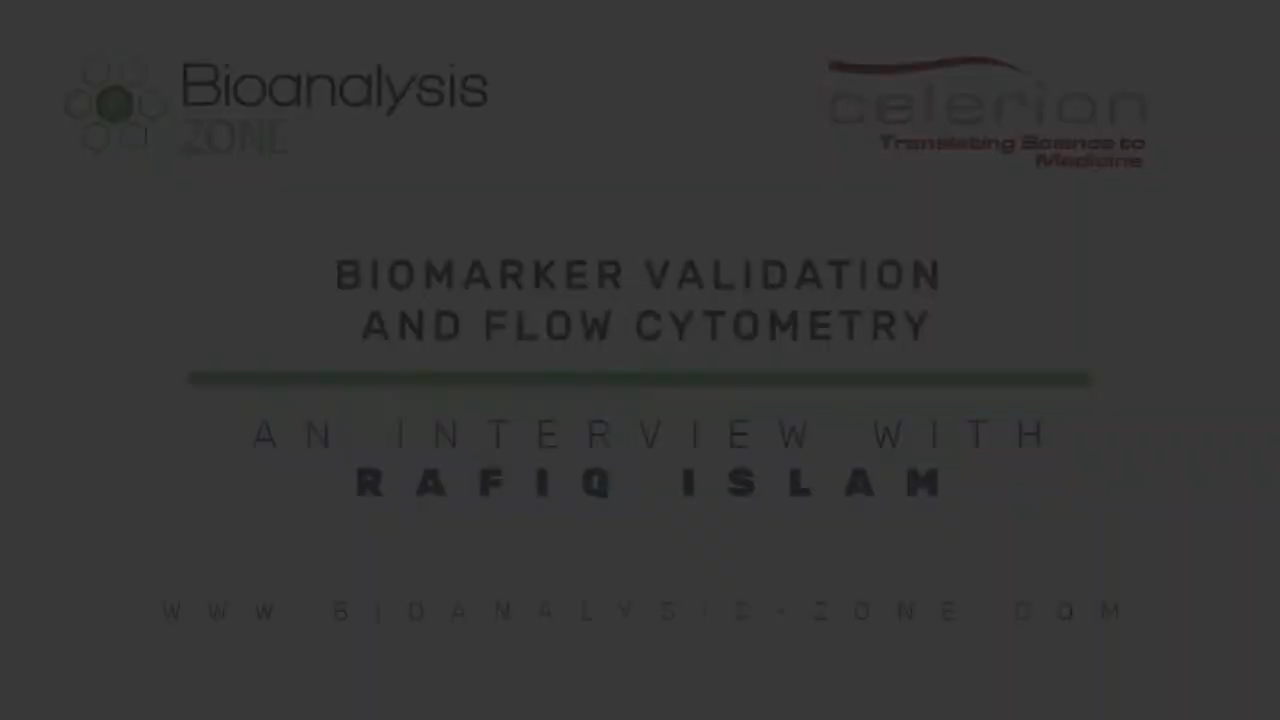 Bioanalysis
ZONE
celerion
Translating Science to
Medicine
BIOMARKER VALIDATION
AND FLOW CYTOMETRY
AN INTERVIEW WITH
RAFIQ ISLAM
WWW.BIOANALYSIS-ZONE.COM